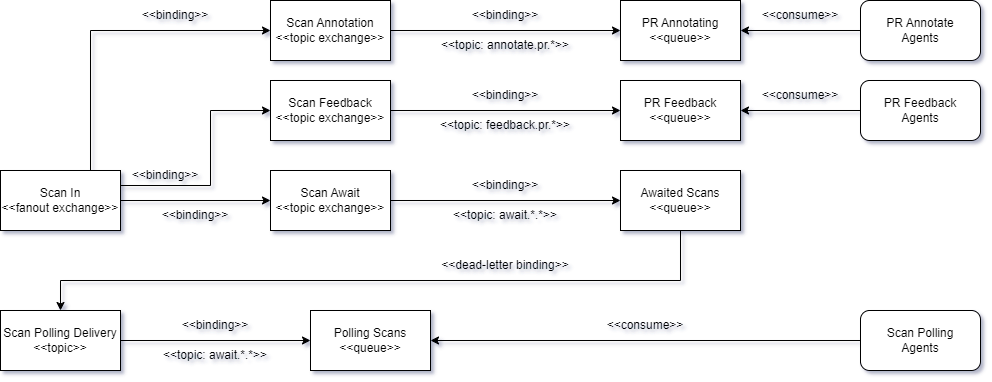 <<binding>>
Scan Annotation
<<topic exchange>>
<<binding>>
<<topic: annotate.pr.*>>
PR Annotating
<<queue>>
<<consume>>
PR Annotate
Agents
Scan Feedback
<<topic exchange>>
<<binding>>
<<topic: feedback.pr.*>>
PR Feedback
<<queue>>
<<consume>>
PR Feedback
Agents
Scan In
<<fanout exchange>>
<<binding>>
<<binding>>
Scan Await
<<topic exchange>>
<<binding>>
<<topic: await.*.*>>
Awaited Scans
<<queue>>
<<dead-letter binding>>
Scan Polling Delivery
<<topic>>
<<binding>>
<<topic: await.*.*>>
Polling Scans
<<queue>>
<<consume>>
Scan Polling
Agents